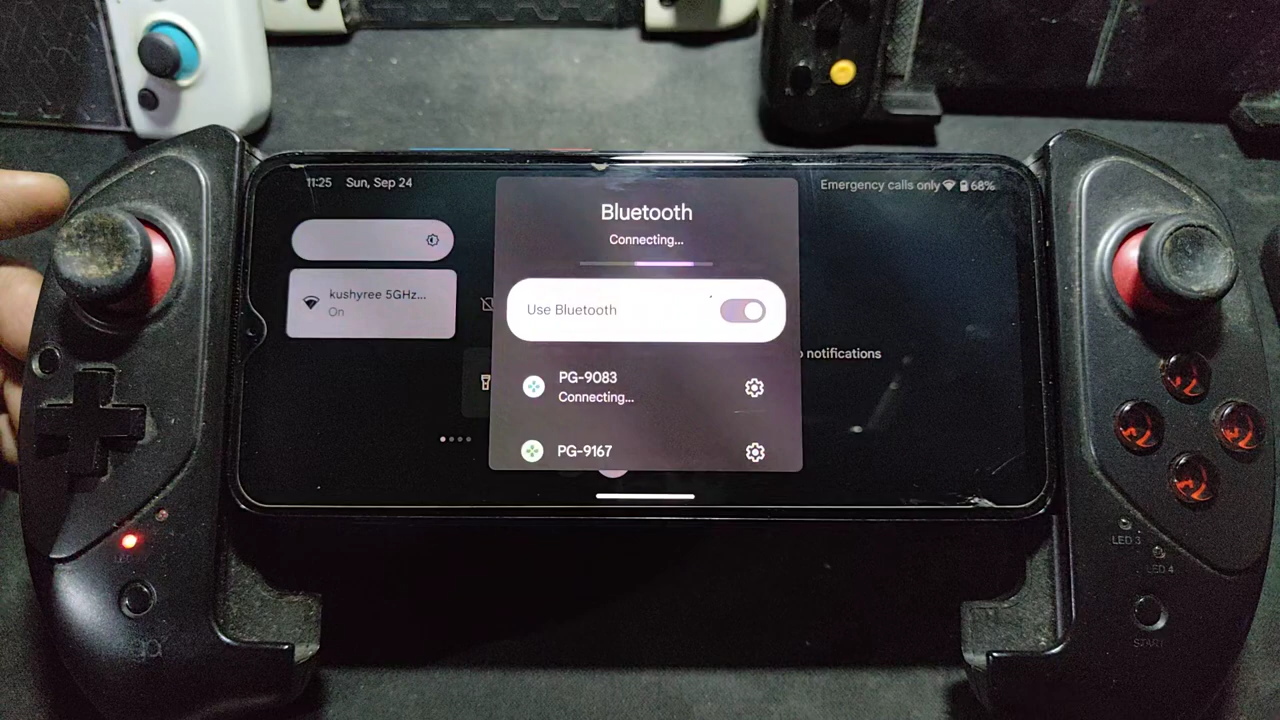 11:25 Sun, Sep 24
Emergency calls only 68%
Bluetooth
Connecting...
kushyree 5GHz...
On
Use Bluetooth
notifications
PG-9083
Connecting...
PG-9167
LED 3
LED 4
START